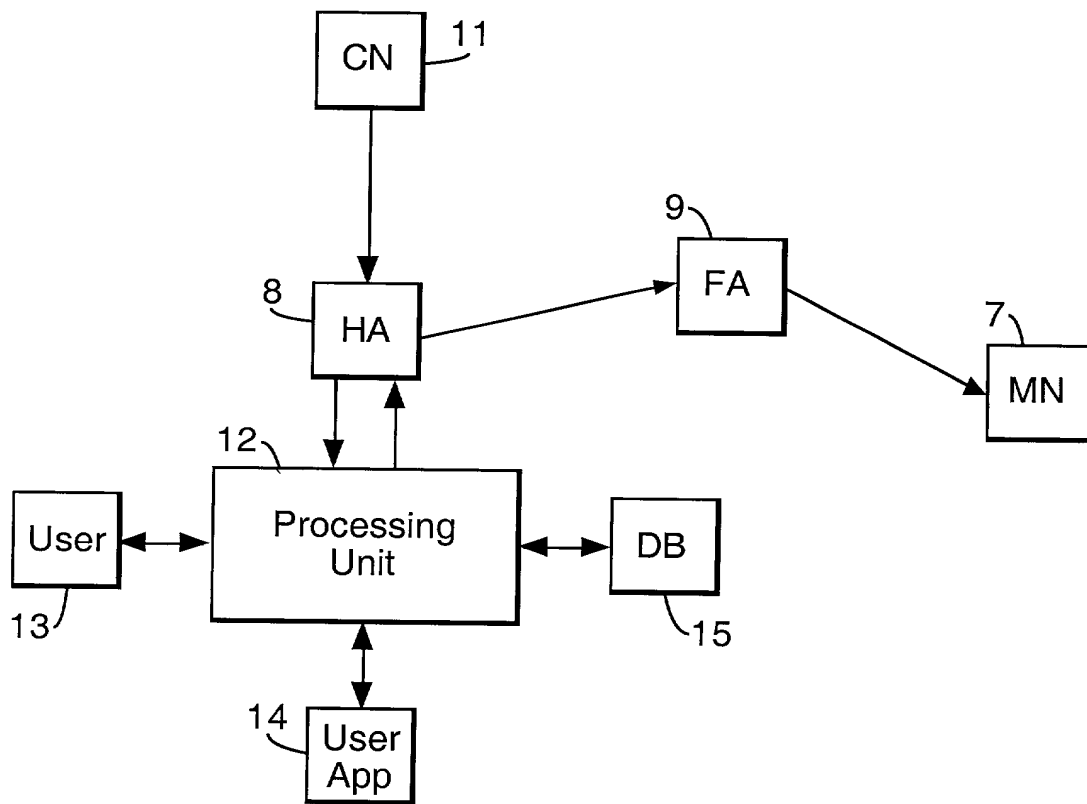 CN
11
9
FA
8
HA
7
MN
12
Processing
Unit
User
13
DB
15
14
User
App